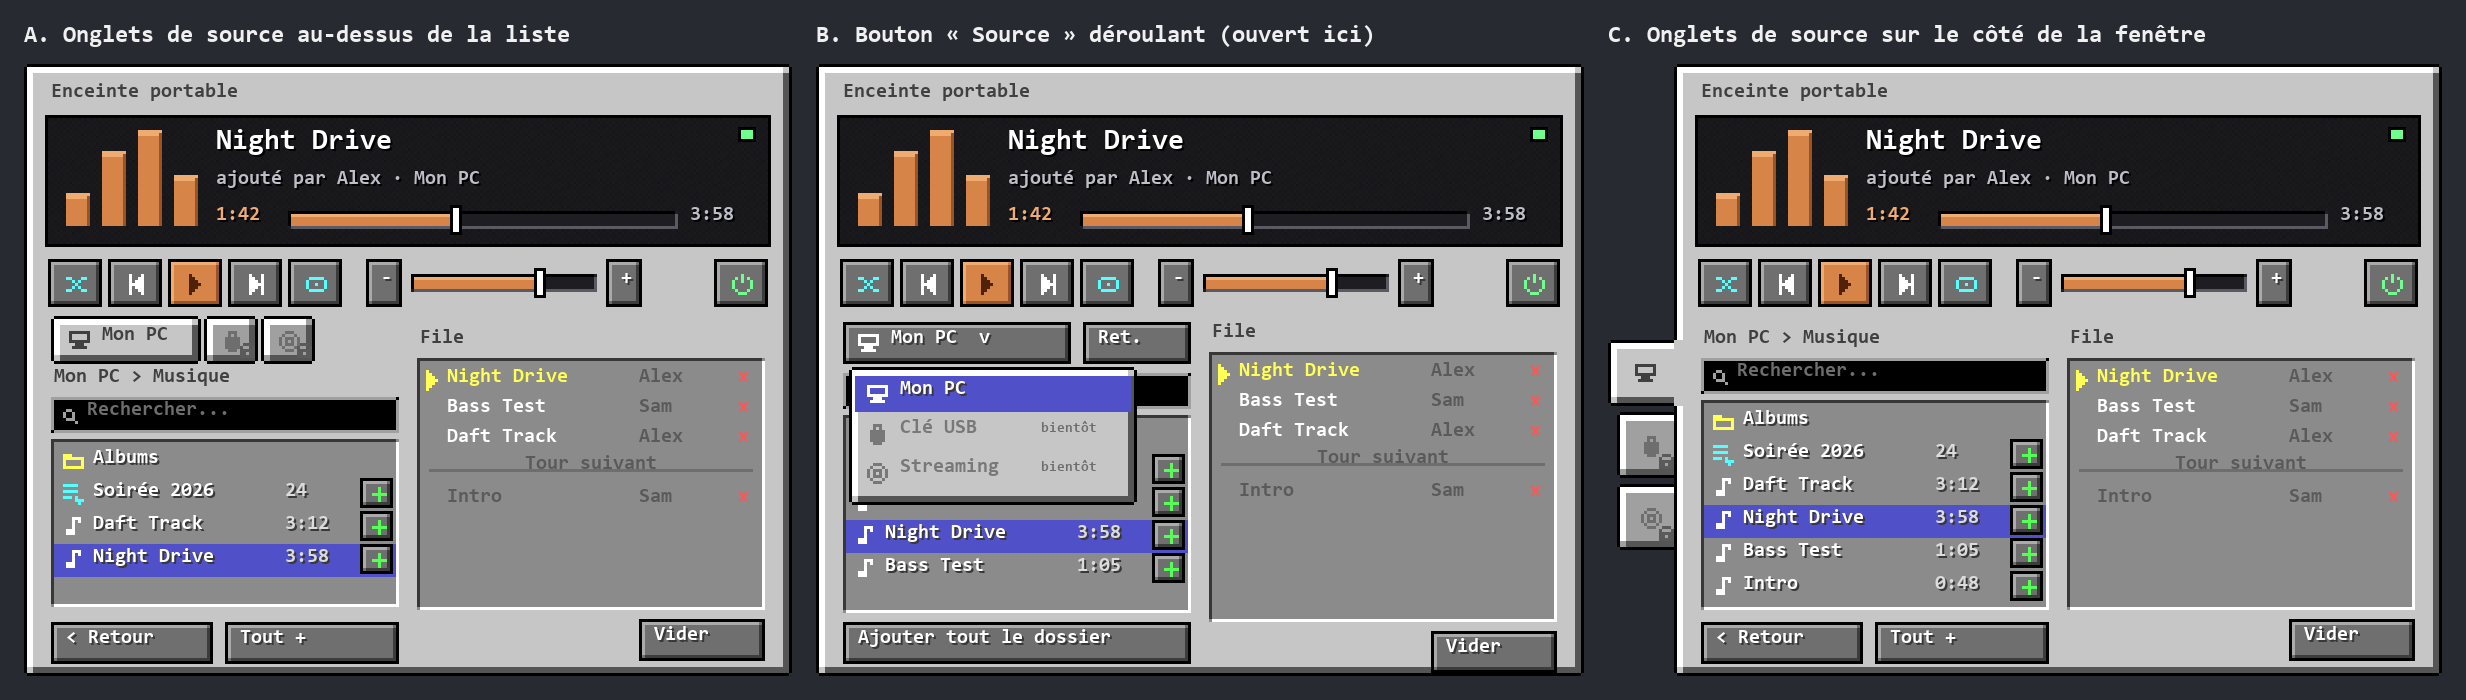 A. Onglets de source au-dessus de la liste
Enceinte portable
Night Drive
ajouté par Alex · Mon PC
1:42
3:58
-
+
Mon PC
Mon PC > Musique
Rechercher...
Albums
Soirée 2026 24 +
Daft Track 3:12 +
Night Drive 3:58 +
< Retour
Tout +
File
Night Drive Alex x
Bass Test Sam x
Daft Track Alex x
Tour suivant
Intro Sam x
Vider
B. Bouton « Source » déroulant (ouvert ici)
Enceinte portable
Night Drive
ajouté par Alex · Mon PC
1:42
3:58
-
+
Mon PC v
Ret.
Mon PC
Clé USB bientôt
Streaming bientôt
+
+
Night Drive 3:58 +
Bass Test 1:05 +
Ajouter tout le dossier
File
Night Drive Alex x
Bass Test Sam x
Daft Track Alex x
Tour suivant
Intro Sam x
Vider
C. Onglets de source sur le côté de la fenêtre
Enceinte portable
Night Drive
ajouté par Alex · Mon PC
1:42
3:58
-
+
Mon PC > Musique
Rechercher...
Albums
Soirée 2026 24 +
Daft Track 3:12 +
Night Drive 3:58 +
Bass Test 1:05 +
Intro 0:48 +
< Retour
Tout +
File
Night Drive Alex x
Bass Test Sam x
Daft Track Alex x
Tour suivant
Intro Sam x
Vider